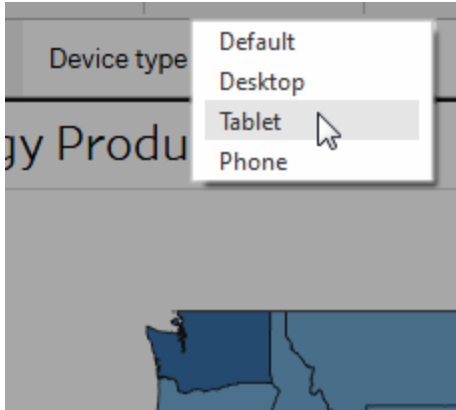 Default
Device type
Desktop
Tablet
gy Produ
Phone